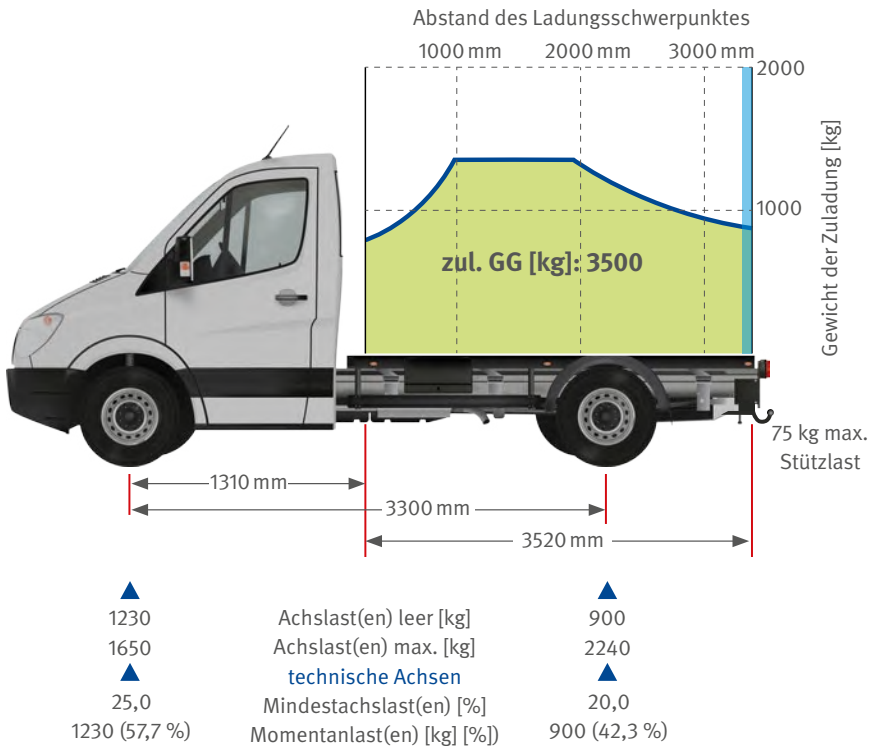 Abstand des Ladungsschwerpunktes
1000 mm 2000 mm 3000 mm
2000
1000
Gewicht der Zuladung [kg]
zul. GG [kg]: 3500
75 kg max.
Stützlast
1310 mm
3300 mm
3520 mm
1230 Achslast(en) leer [kg] 900
1650 Achslast(en) max. [kg] 2240
technische Achsen
25,0 Mindestachslast(en) [%] 20,0
1230 (57,7 %) Momentanlast(en) [kg] [%]) 900 (42,3 %)